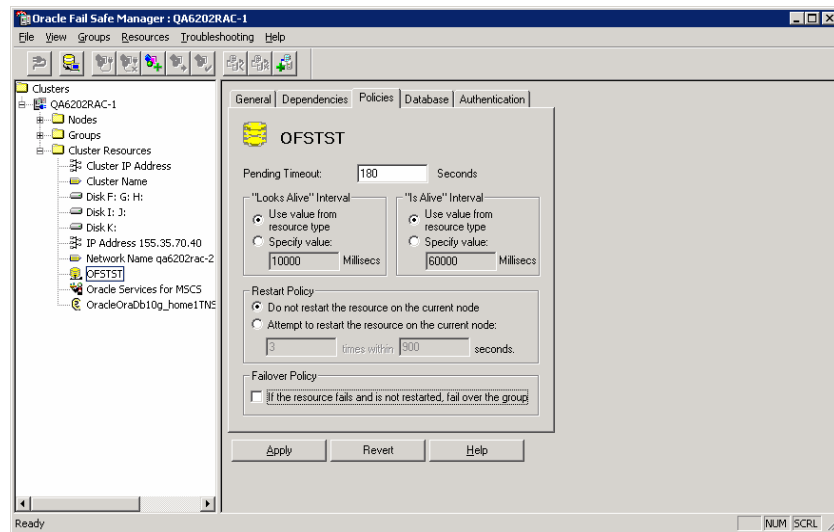 Oracle Fail Safe Manager : QA6202RAC-1
File View Groups Resources Troubleshooting Help
Clusters
QA6202RAC-1
Nodes
Groups
Cluster Resources
Cluster IP Address
Cluster Name
Disk F: G: H:
Disk I: J:
Disk K:
IP Address 155.35.70.40
Network Name qa6202rac-2
OFSTST
Oracle Services for MSCS
OracleOraDb10g_home1TNS
General Dependencies Policies Database Authentication
OFSTST
Pending Timeout: 180 Seconds
"Looks Alive" Interval
Use value from
resource type
Specify value:
10000 Millisecs
"Is Alive" Interval
Use value from
resource type
Specify value:
60000 Millisecs
Restart Policy
Do not restart the resource on the current node
Attempt to restart the resource on the current node:
3 times within 900 seconds.
Failover Policy
If the resource fails and is not restarted, fail over the group
Apply Revert Help
Ready
NUM SCRL